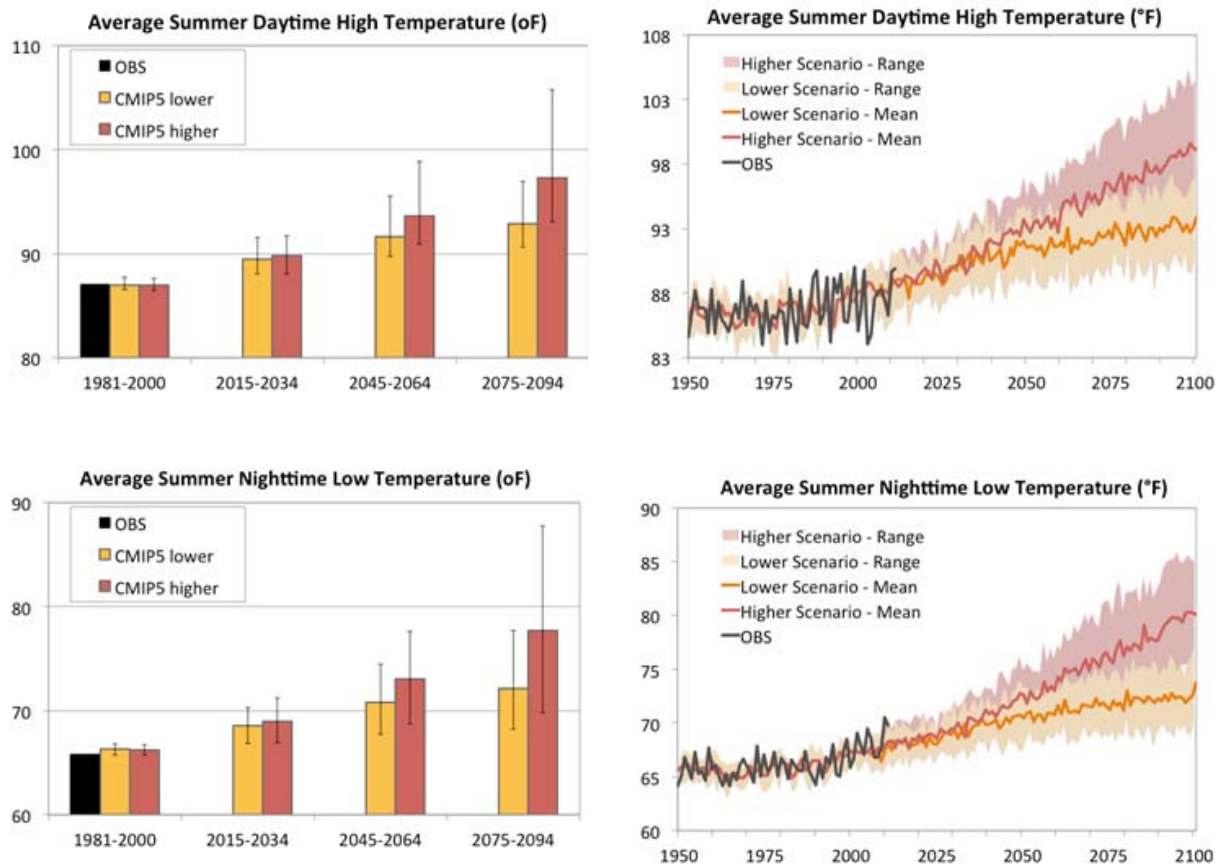 Average Summer Daytime High Temperature (oF)
110
100
90
80
OBS
CMIP5 lower
CMIP5 higher
1981-2000
2015-2034
2045-2064
2075-2094
Average Summer Daytime High Temperature (°F)
108
103
98
93
88
83
Higher Scenario - Range
Lower Scenario - Range
Lower Scenario - Mean
Higher Scenario - Mean
OBS
1950
1975
2000
2025
2050
2075
2100
Average Summer Nighttime Low Temperature (oF)
90
80
70
60
OBS
CMIP5 lower
CMIP5 higher
1981-2000
2015-2034
2045-2064
2075-2094
Average Summer Nighttime Low Temperature (°F)
90
85
80
75
70
65
60
Higher Scenario - Range
Lower Scenario - Range
Lower Scenario - Mean
Higher Scenario - Mean
OBS
1950
1975
2000
2025
2050
2075
2100